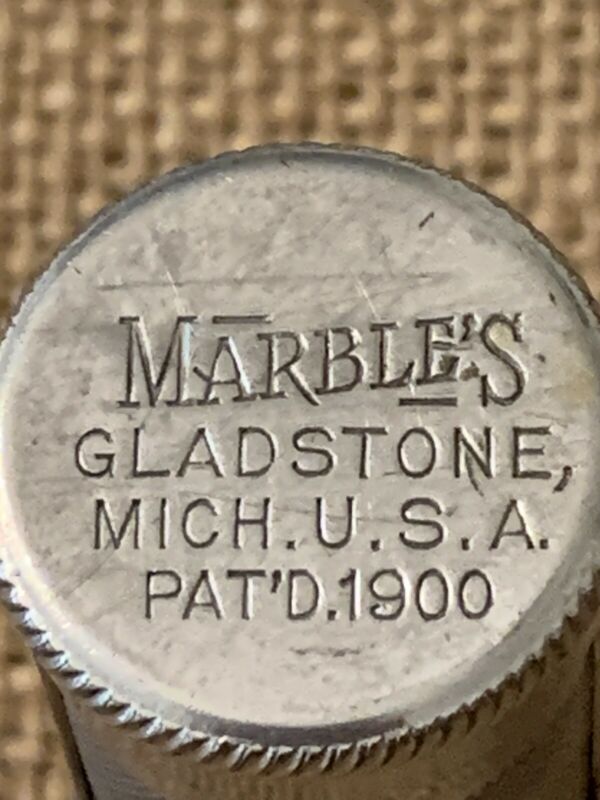 MARBLE'S
GLADSTONE,
MICH. U. S. A.
PAT'D. 1900